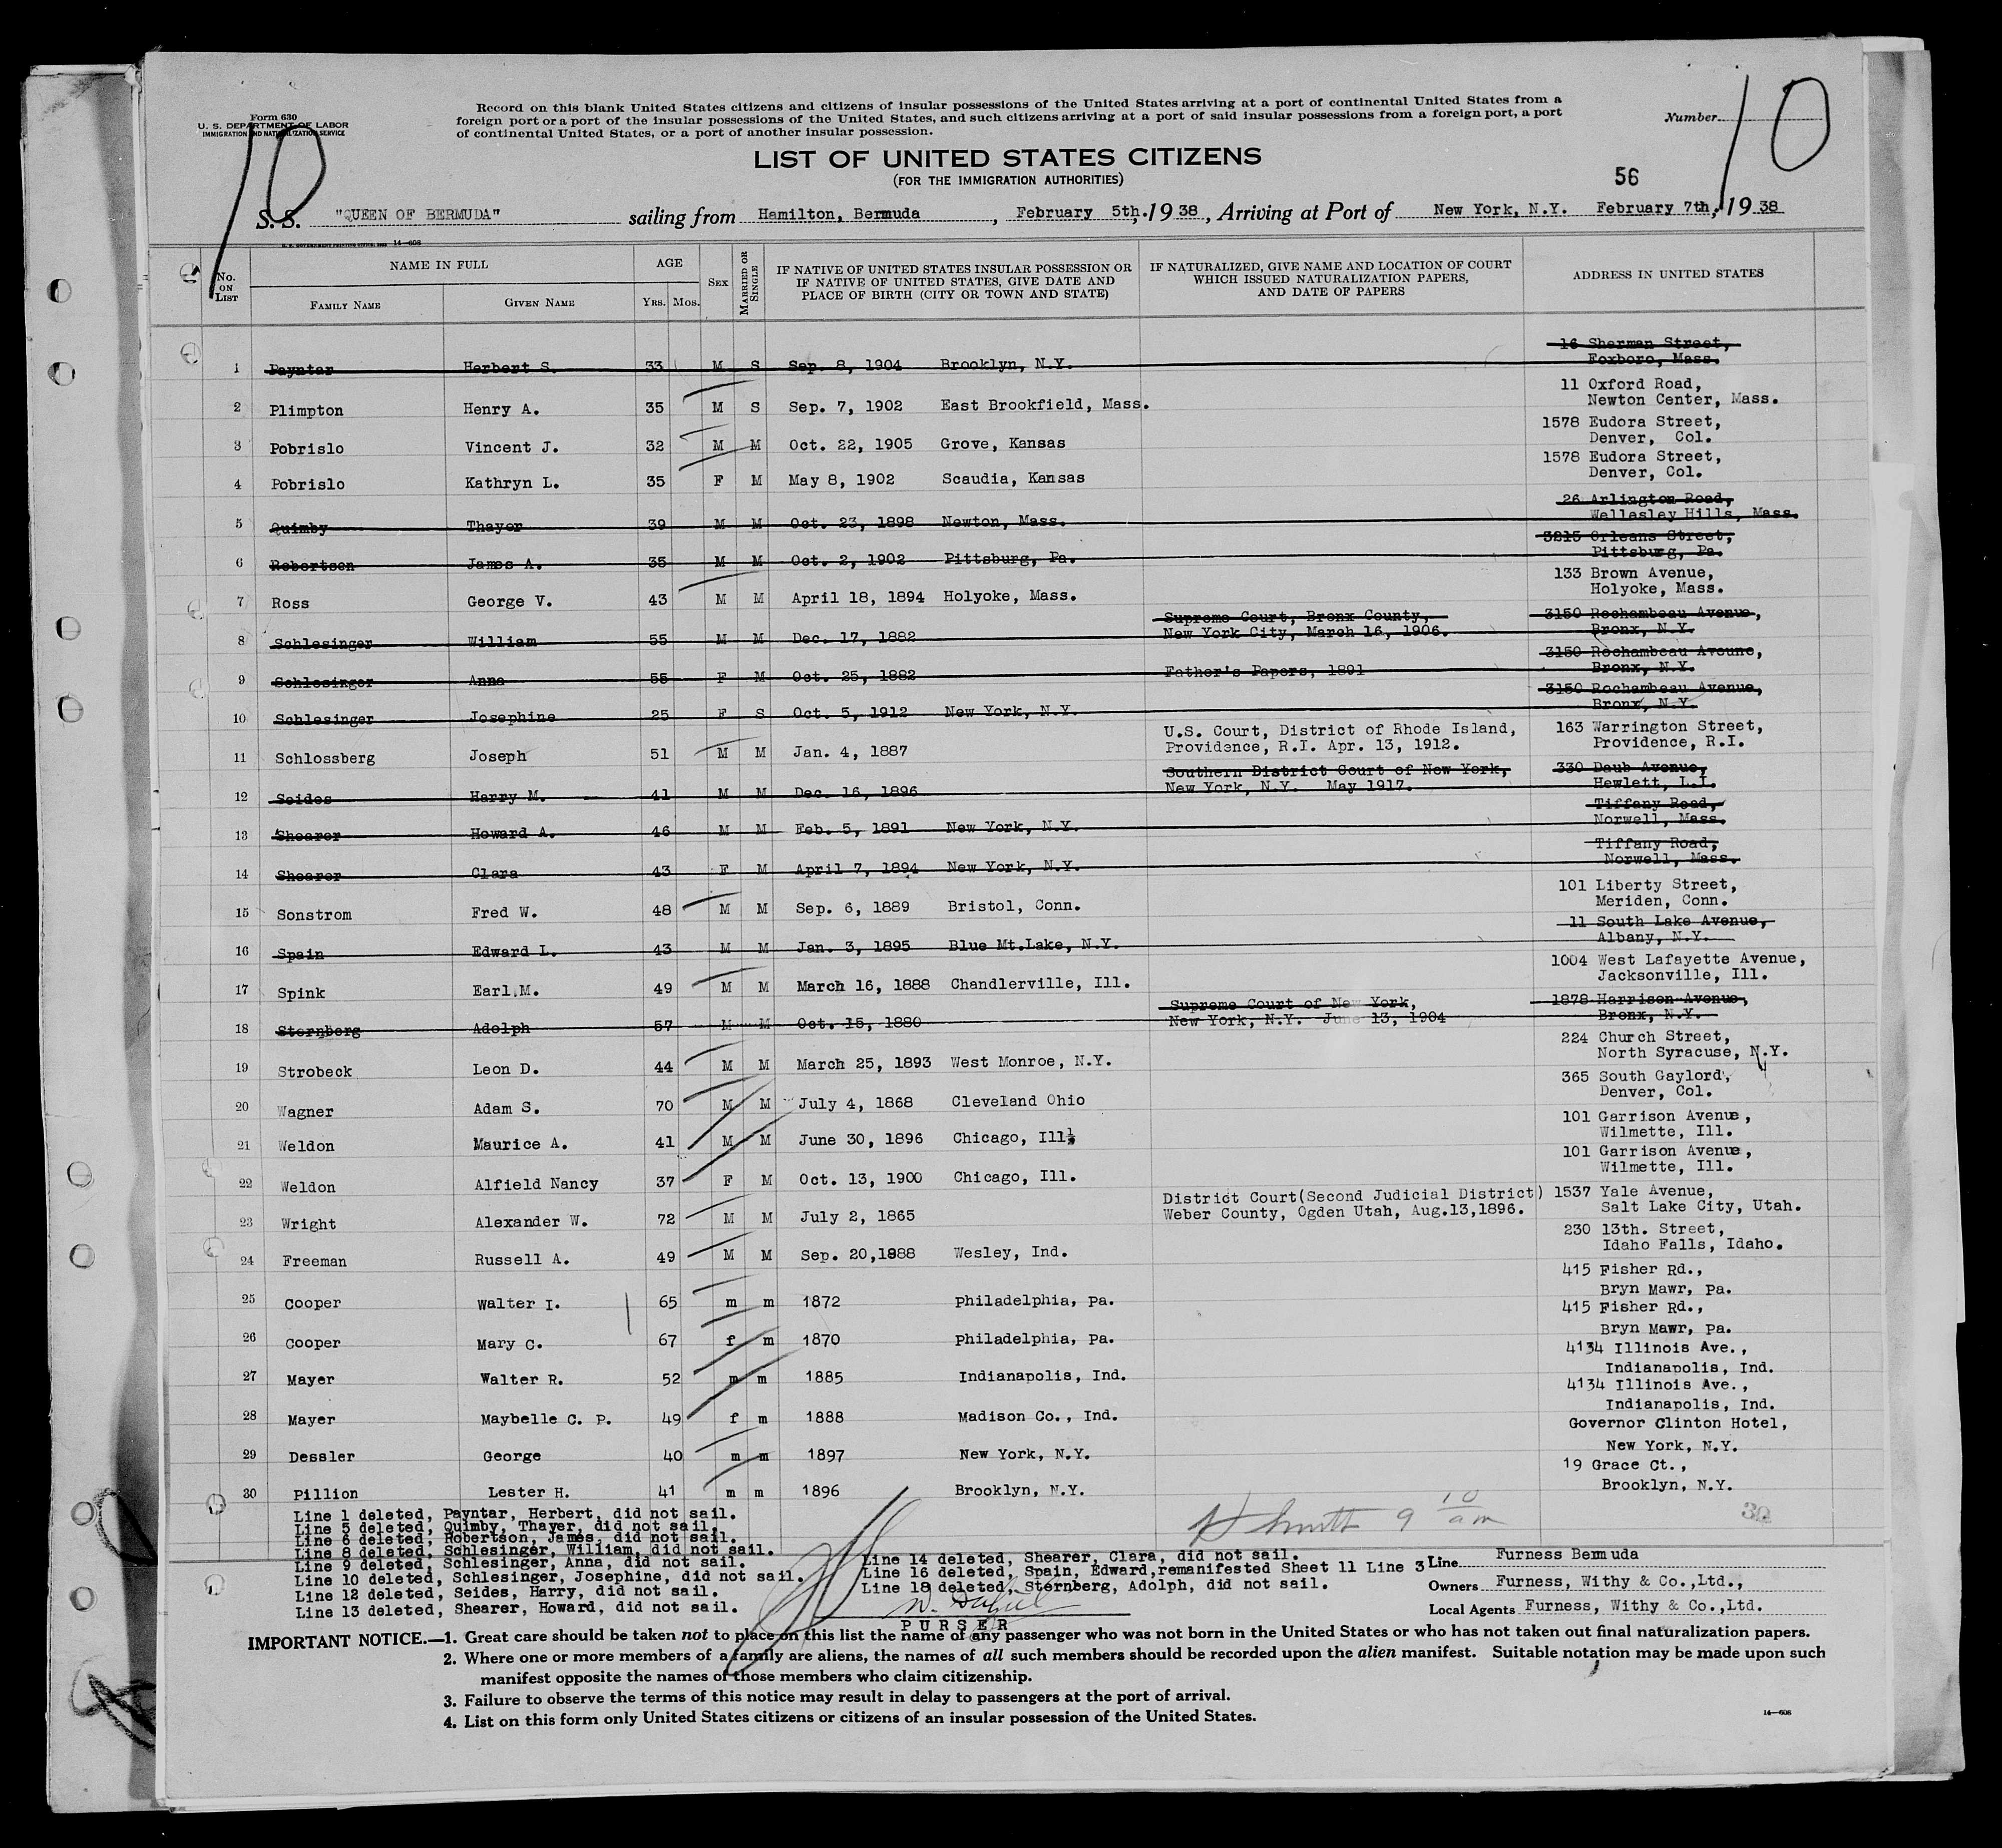 Form 630
U. S. DEPARTMENT OF LABOR
IMMIGRATION AND NATURALIZATION SERVICE
Record on this blank United States citizens and citizens of insular possessions of the United States arriving at a port of continental United States from a
foreign port or a port of the insular possessions of the United States, and such citizens arriving at a port of said insular possessions from a foreign port, a port
of continental United States, or a port of another insular possession.
Number
10
10
LIST OF UNITED STATES CITIZENS
(FOR THE IMMIGRATION AUTHORITIES)
56
S. S. "QUEEN OF BERMUDA" sailing from Hamilton, Bermuda, February 5th, 1938, Arriving at Port of New York, N.Y. February 7th, 1938
14—608
No. ON LIST NAME IN FULL AGE SEX MARRIED OR SINGLE IF NATIVE OF UNITED STATES INSULAR POSSESSION OR IF NATIVE OF UNITED STATES, GIVE DATE AND PLACE OF BIRTH (CITY OR TOWN AND STATE) IF NATURALIZED, GIVE NAME AND LOCATION OF COURT WHICH ISSUED NATURALIZATION PAPERS, AND DATE OF PAPERS ADDRESS IN UNITED STATES
FAMILY NAME GIVEN NAME YRS. MOS.
1 Payntar Herbert S. 33 M S Sep. 8, 1904 Brooklyn, N.Y. 16 Sherman Street, Foxboro, Mass.
2 Plimpton Henry A. 35 M S Sep. 7, 1902 East Brookfield, Mass. 11 Oxford Road, Newton Center, Mass.
3 Pobrislo Vincent J. 32 M M Oct. 22, 1905 Grove, Kansas 1578 Eudora Street, Denver, Col.
4 Pobrislo Kathryn L. 35 F M May 8, 1902 Scaudia, Kansas 1578 Eudora Street, Denver, Col.
5 Quimby Thayer 39 M M Oct. 23, 1898 Newton, Mass. 26 Arlington Road, Wellesley Hills, Mass.
6 Robertson James A. 35 M M Oct. 2, 1902 Pittsburg, Pa. 3215 Orleans Street, Pittsburg, Pa.
7 Ross George V. 43 M M April 18, 1894 Holyoke, Mass. 133 Brown Avenue, Holyoke, Mass.
8 Schlesinger William 55 M M Dec. 17, 1882 Supreme Court, Bronx County, New York City, March 16, 1906. 3150 Rochambeau Avenue, Bronx, N.Y.
9 Schlesinger Anna 55 F M Oct. 25, 1882 Father's Papers, 1891 3150 Rochambeau Avoune, Bronx, N.Y.
10 Schlesinger Josephine 25 F S Oct. 5, 1912 New York, N.Y. 3150 Rochambeau Avenue, Bronx, N.Y.
11 Schlossberg Joseph 51 M M Jan. 4, 1887 U.S. Court, District of Rhode Island, Providence, R.I. Apr. 13, 1912. 163 Warrington Street, Providence, R.I.
12 Seides Harry M. 41 M M Dec. 16, 1896 Southern District Court of New York, New York, N.Y. May 1917. 330 Daub Avenue, Hewlett, L.I.
13 Shearer Howard A. 46 M M Feb. 5, 1891 New York, N.Y. Tiffany Road, Norwell, Mass.
14 Shearer Clara 43 F M April 7, 1894 New York, N.Y. Tiffany Road, Norwell, Mass.
15 Sonstrom Fred W. 48 M M Sep. 6, 1889 Bristol, Conn. 101 Liberty Street, Meriden, Conn.
16 Spain Edward L. 43 M M Jan. 3, 1895 Blue Mt.Lake, N.Y. 11 South Lake Avenue, Albany, N.Y.
17 Spink Earl M. 49 M M March 16, 1888 Chandlerville, Ill. 1004 West Lafayette Avenue, Jacksonville, Ill.
18 Sternberg Adolph 57 M M Oct. 15, 1880 Supreme Court of New York, New York, N.Y. June 13, 1904 1878 Harrison Avenue, Bronx, N.Y.
19 Strobeck Leon D. 44 M M March 25, 1893 West Monroe, N.Y. 224 Church Street, North Syracuse, N.Y.
20 Wagner Adam S. 70 M M July 4, 1868 Cleveland Ohio 365 South Gaylord, Denver, Col.
21 Weldon Maurice A. 41 M M June 30, 1896 Chicago, Ill. 101 Garrison Avenue, Wilmette, Ill.
22 Weldon Alfield Nancy 37 F M Oct. 13, 1900 Chicago, Ill. 101 Garrison Avenue, Wilmette, Ill.
23 Wright Alexander W. 72 M M July 2, 1865 District Court(Second Judicial District) Weber County, Ogden Utah, Aug.13,1896. 1537 Yale Avenue, Salt Lake City, Utah.
24 Freeman Russell A. 49 M M Sep. 20,1888 Wesley, Ind. 230 13th. Street, Idaho Falls, Idaho.
25 Cooper Walter I. 65 m m 1872 Philadelphia, Pa. 415 Fisher Rd., Bryn Mawr, Pa.
26 Cooper Mary C. 67 f m 1870 Philadelphia, Pa. 415 Fisher Rd., Bryn Mawr, Pa.
27 Mayer Walter R. 52 m m 1885 Indianapolis, Ind. 4134 Illinois Ave., Indianapolis, Ind.
28 Mayer Maybelle C. P. 49 f m 1888 Madison Co., Ind. 4134 Illinois Ave., Indianapolis, Ind.
29 Dessler George 40 m m 1897 New York, N.Y. Governor Clinton Hotel, New York, N.Y.
30 Pillion Lester H. 41 m m 1896 Brooklyn, N.Y. 19 Grace Ct., Brooklyn, N.Y.
Smith 9 10 am
Line 1 deleted, Payntar, Herbert, did not sail.
Line 5 deleted, Quimby, Thayer, did not sail.
Line 6 deleted, Robertson, James, did not sail.
Line 8 deleted, Schlesinger, William, did not sail.
Line 9 deleted, Schlesinger, Anna, did not sail.
Line 10 deleted, Schlesinger, Josephine, did not sail.
Line 12 deleted, Seides, Harry, did not sail.
Line 13 deleted, Shearer, Howard, did not sail.
Line 14 deleted, Shearer, Clara, did not sail.
Line 16 deleted, Spain, Edward,remanifested Sheet 11 Line 3
Line 18 deleted, Sternberg, Adolph, did not sail.
PURSER
Line Furness Bermuda
Owners Furness, Withy & Co.,Ltd.,
Local Agents Furness, Withy & Co.,Ltd.
IMPORTANT NOTICE.—1. Great care should be taken not to place on this list the name of any passenger who was not born in the United States or who has not taken out final naturalization papers.
2. Where one or more members of a family are aliens, the names of all such members should be recorded upon the alien manifest. Suitable notation may be made upon such
manifest opposite the names of those members who claim citizenship.
3. Failure to observe the terms of this notice may result in delay to passengers at the port of arrival.
4. List on this form only United States citizens or citizens of an insular possession of the United States.
14—608